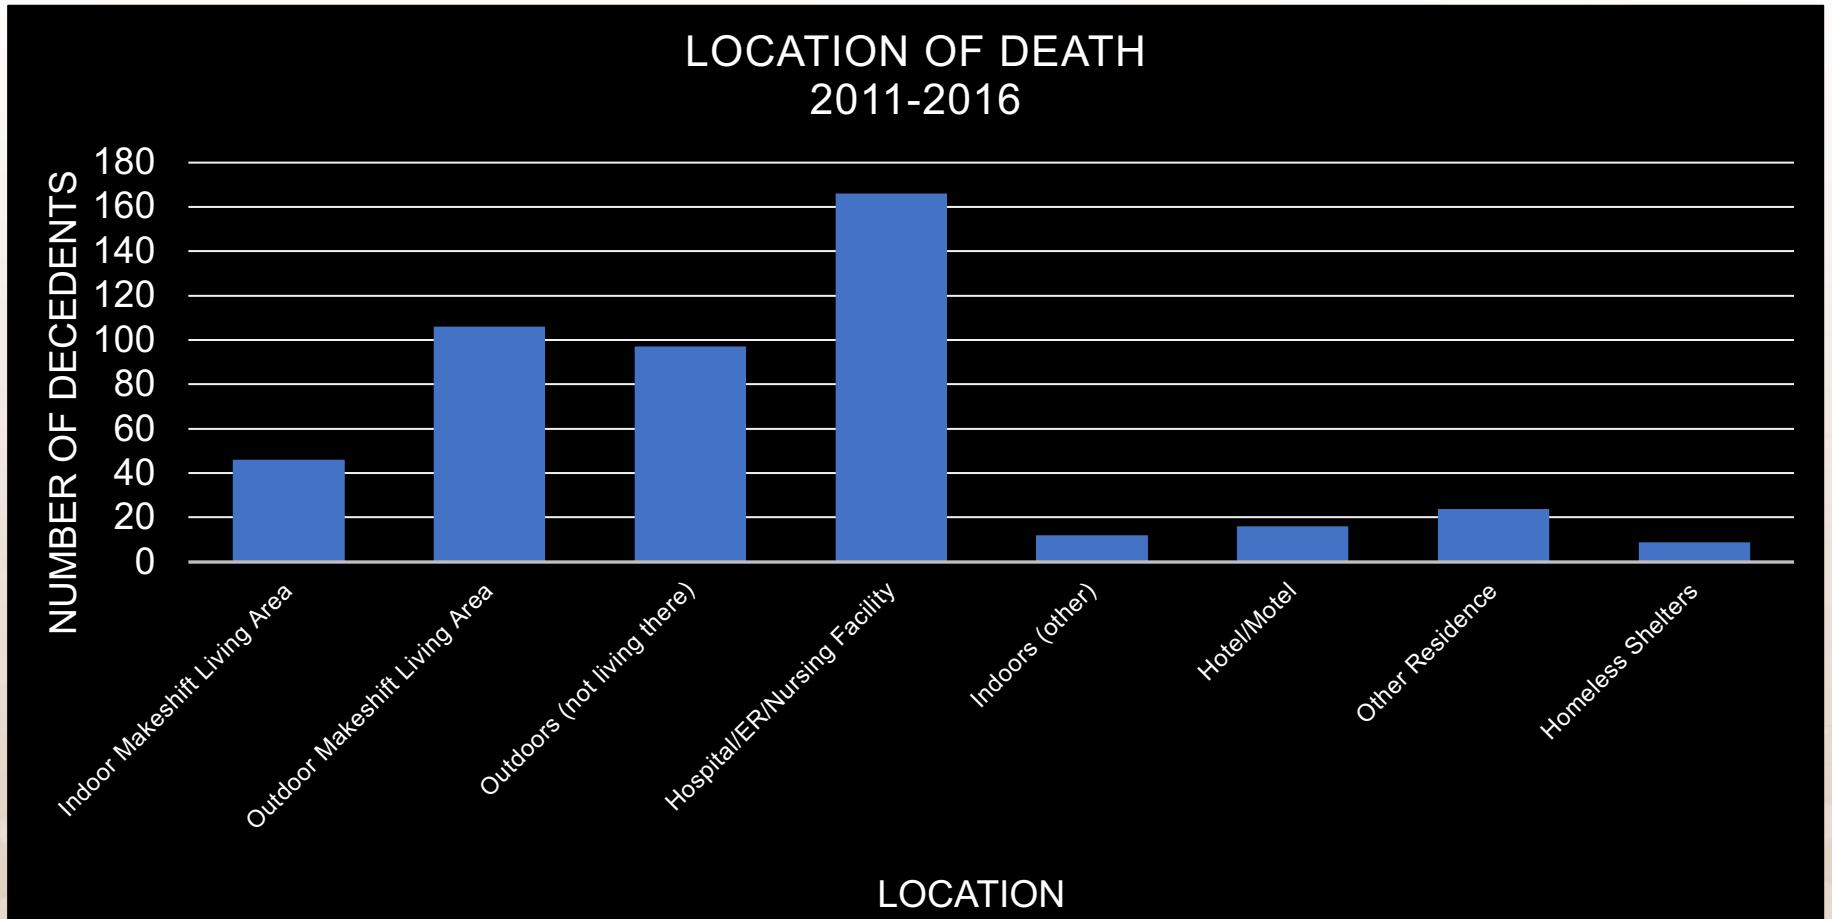 LOCATION OF DEATH
2011-2016
NUMBER OF DECEDENTS
180
160
140
120
100
80
60
40
20
0
Indoor Makeshift Living Area
Outdoor Makeshift Living Area
Outdoors (not living there)
Hospital/ER/Nursing Facility
Indoors (other)
Hotel/Motel
Other Residence
Homeless Shelters
LOCATION